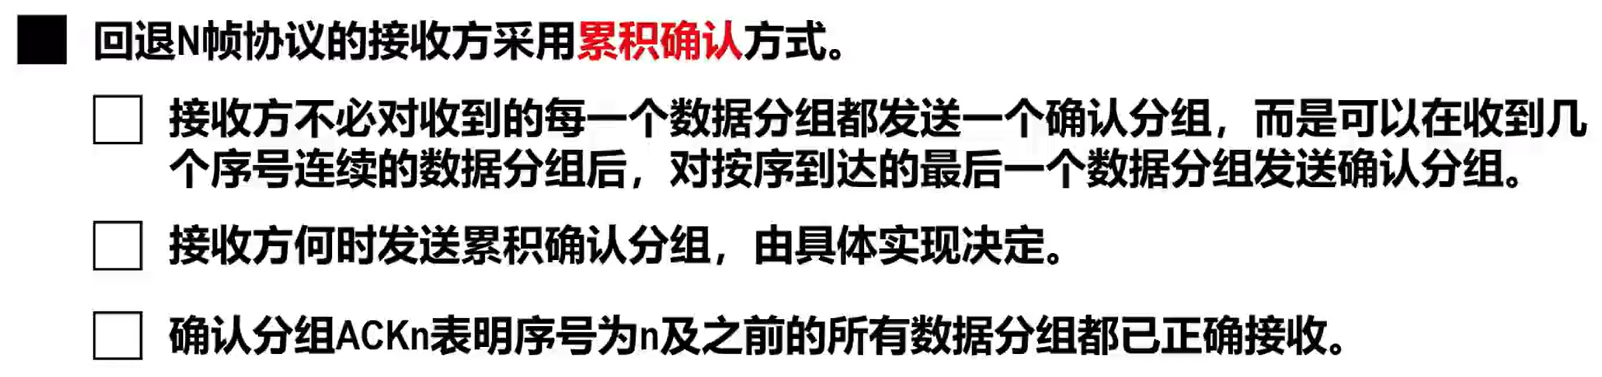 回退N帧协议的接收方采用累积确认方式。
接收方不必对收到的每一个数据分组都发送一个确认分组，而是可以在收到几
个序号连续的数据分组后，对按序到达的最后一个数据分组发送确认分组。
接收方何时发送累积确认分组，由具体实现决定。
确认分组ACKn表明序号为n及之前的所有数据分组都已正确接收。